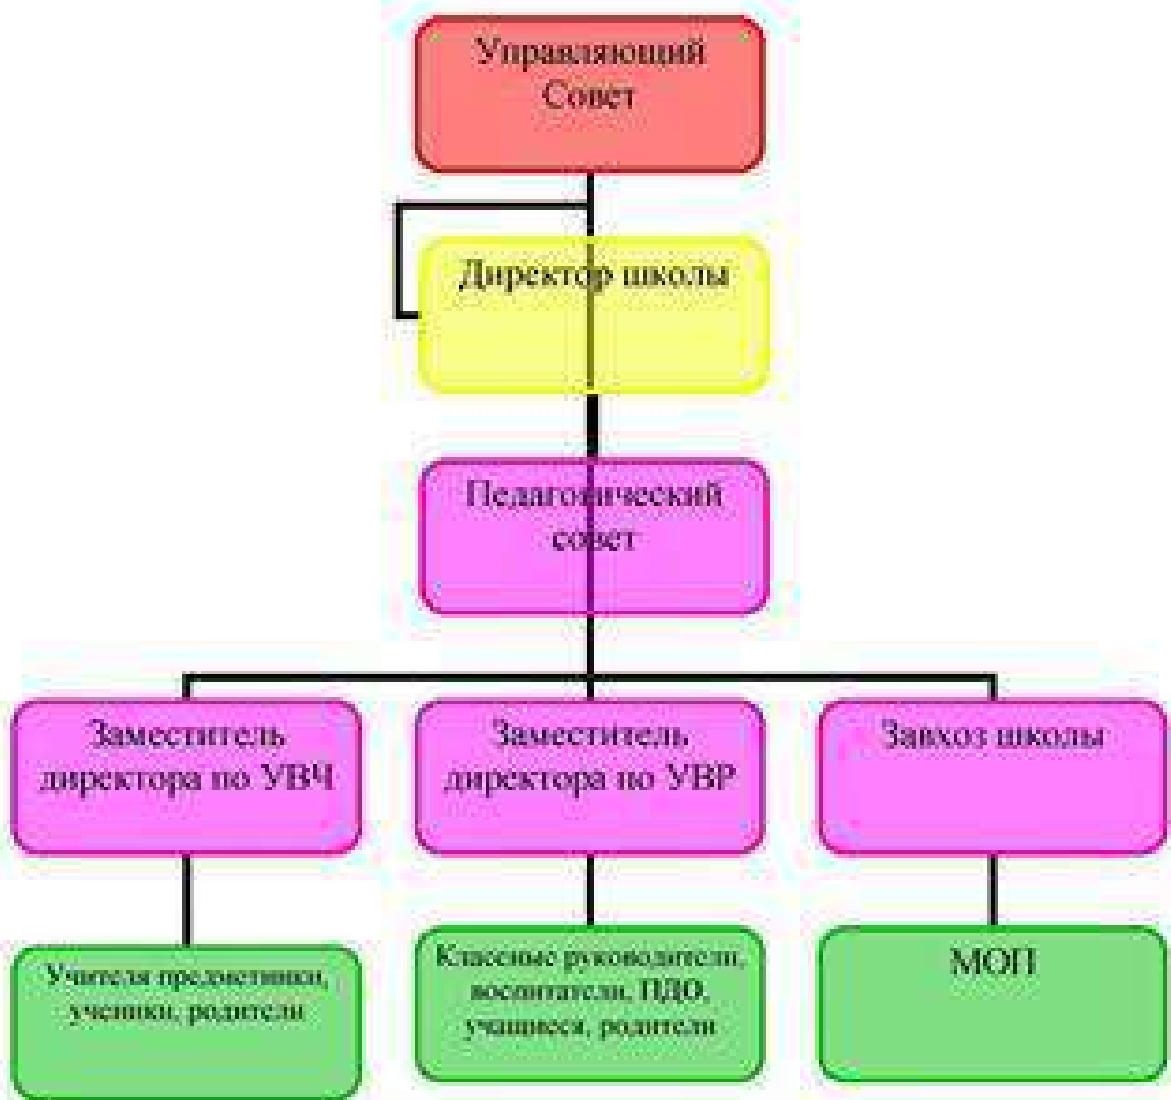 Управляющий
Совет
Директор школы
Педагогический
совет
Заместитель
директора по УВЧ
Заместитель
директора по УВР
Завхоз школы
Учителя предметники,
ученики, родители
Классные руководители,
воспитатели, ПДО,
учащиеся, родители
МОП